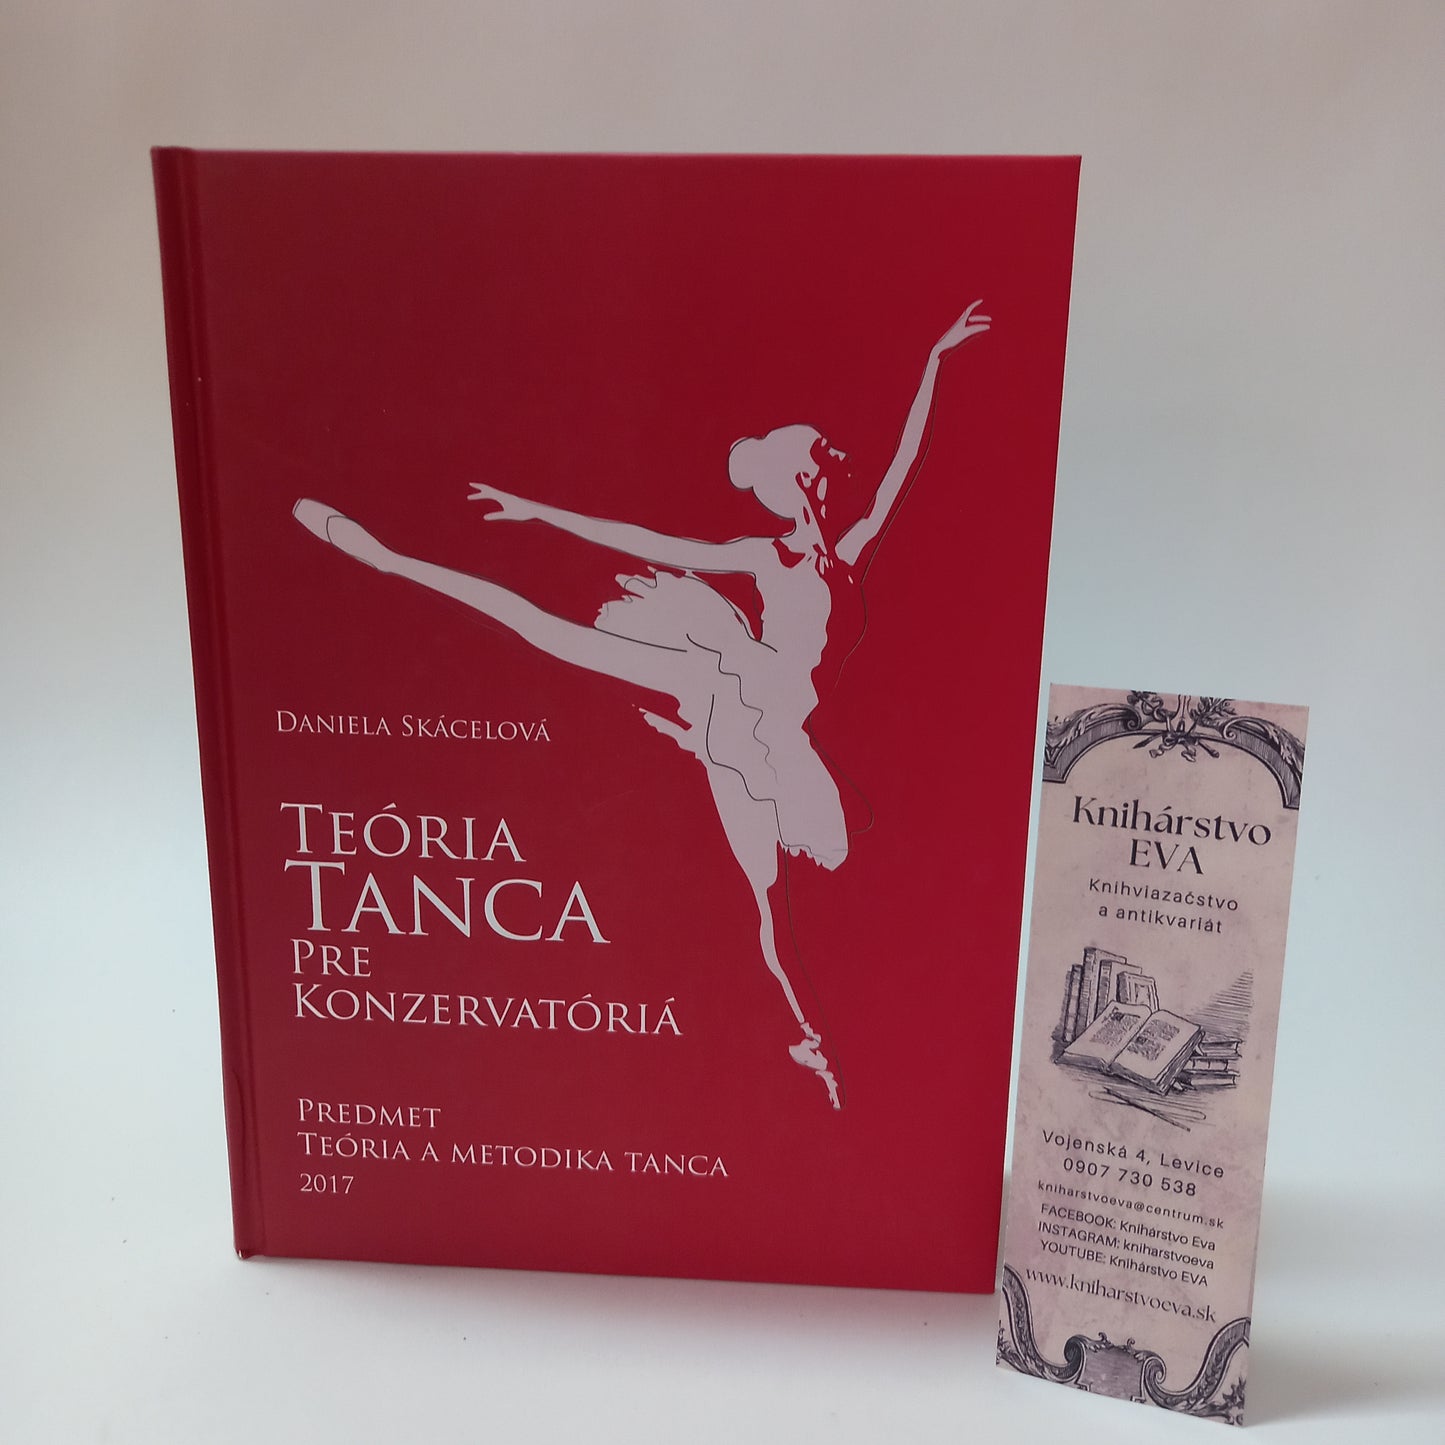 DANIELA SKÁCELOVÁ
TEÓRIA
TANCA
PRE
KONZERVATÓRIÁ
PREDMET
TEÓRIA A METODIKA TANCA
2017
Knihárstvo
EVA
Knihviazačstvo
a antikvariát
Vojenská 4, Levice
0907 730 538
kniharstvoeva@centrum.sk
FACEBOOK: Knihárstvo Eva
INSTAGRAM: kniharstvoeva
YOUTUBE: Knihárstvo EVA
www.kniharstvoeva.sk